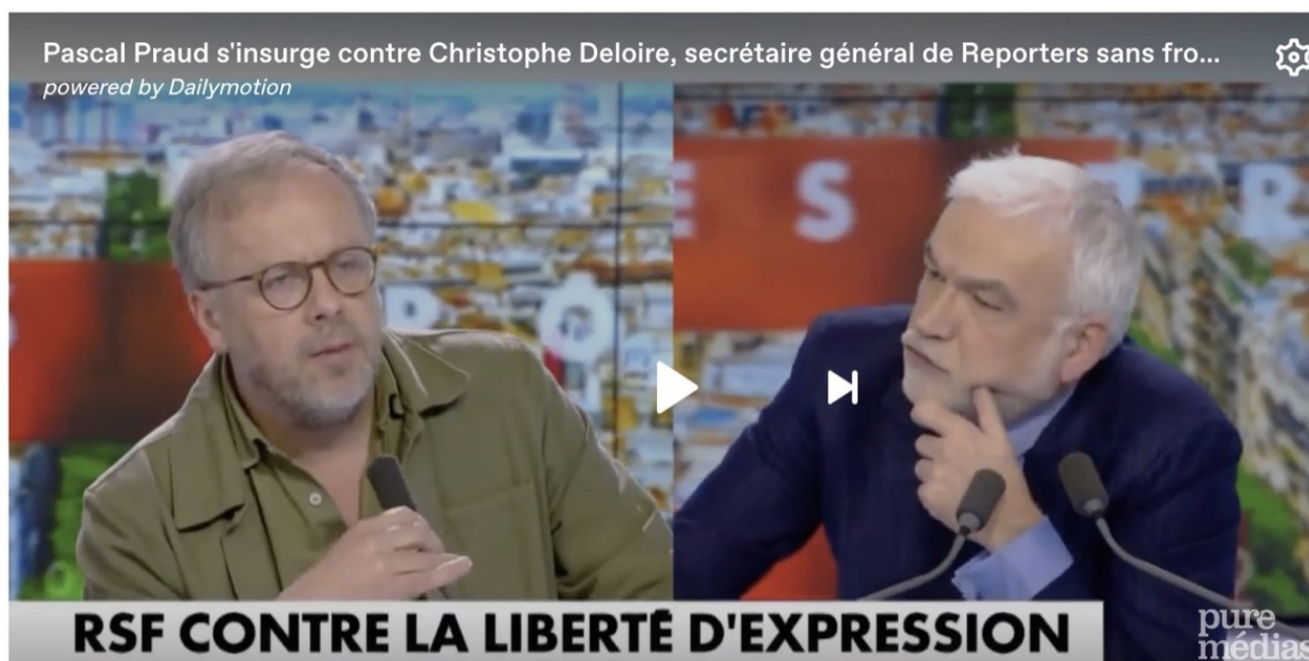 Pascal Praud s'insurge contre Christophe Deloire, secrétaire général de Reporters sans fro...
powered by Dailymotion
E S
R
RSF CONTRE LA LIBERTÉ D'EXPRESSION
pure
médias